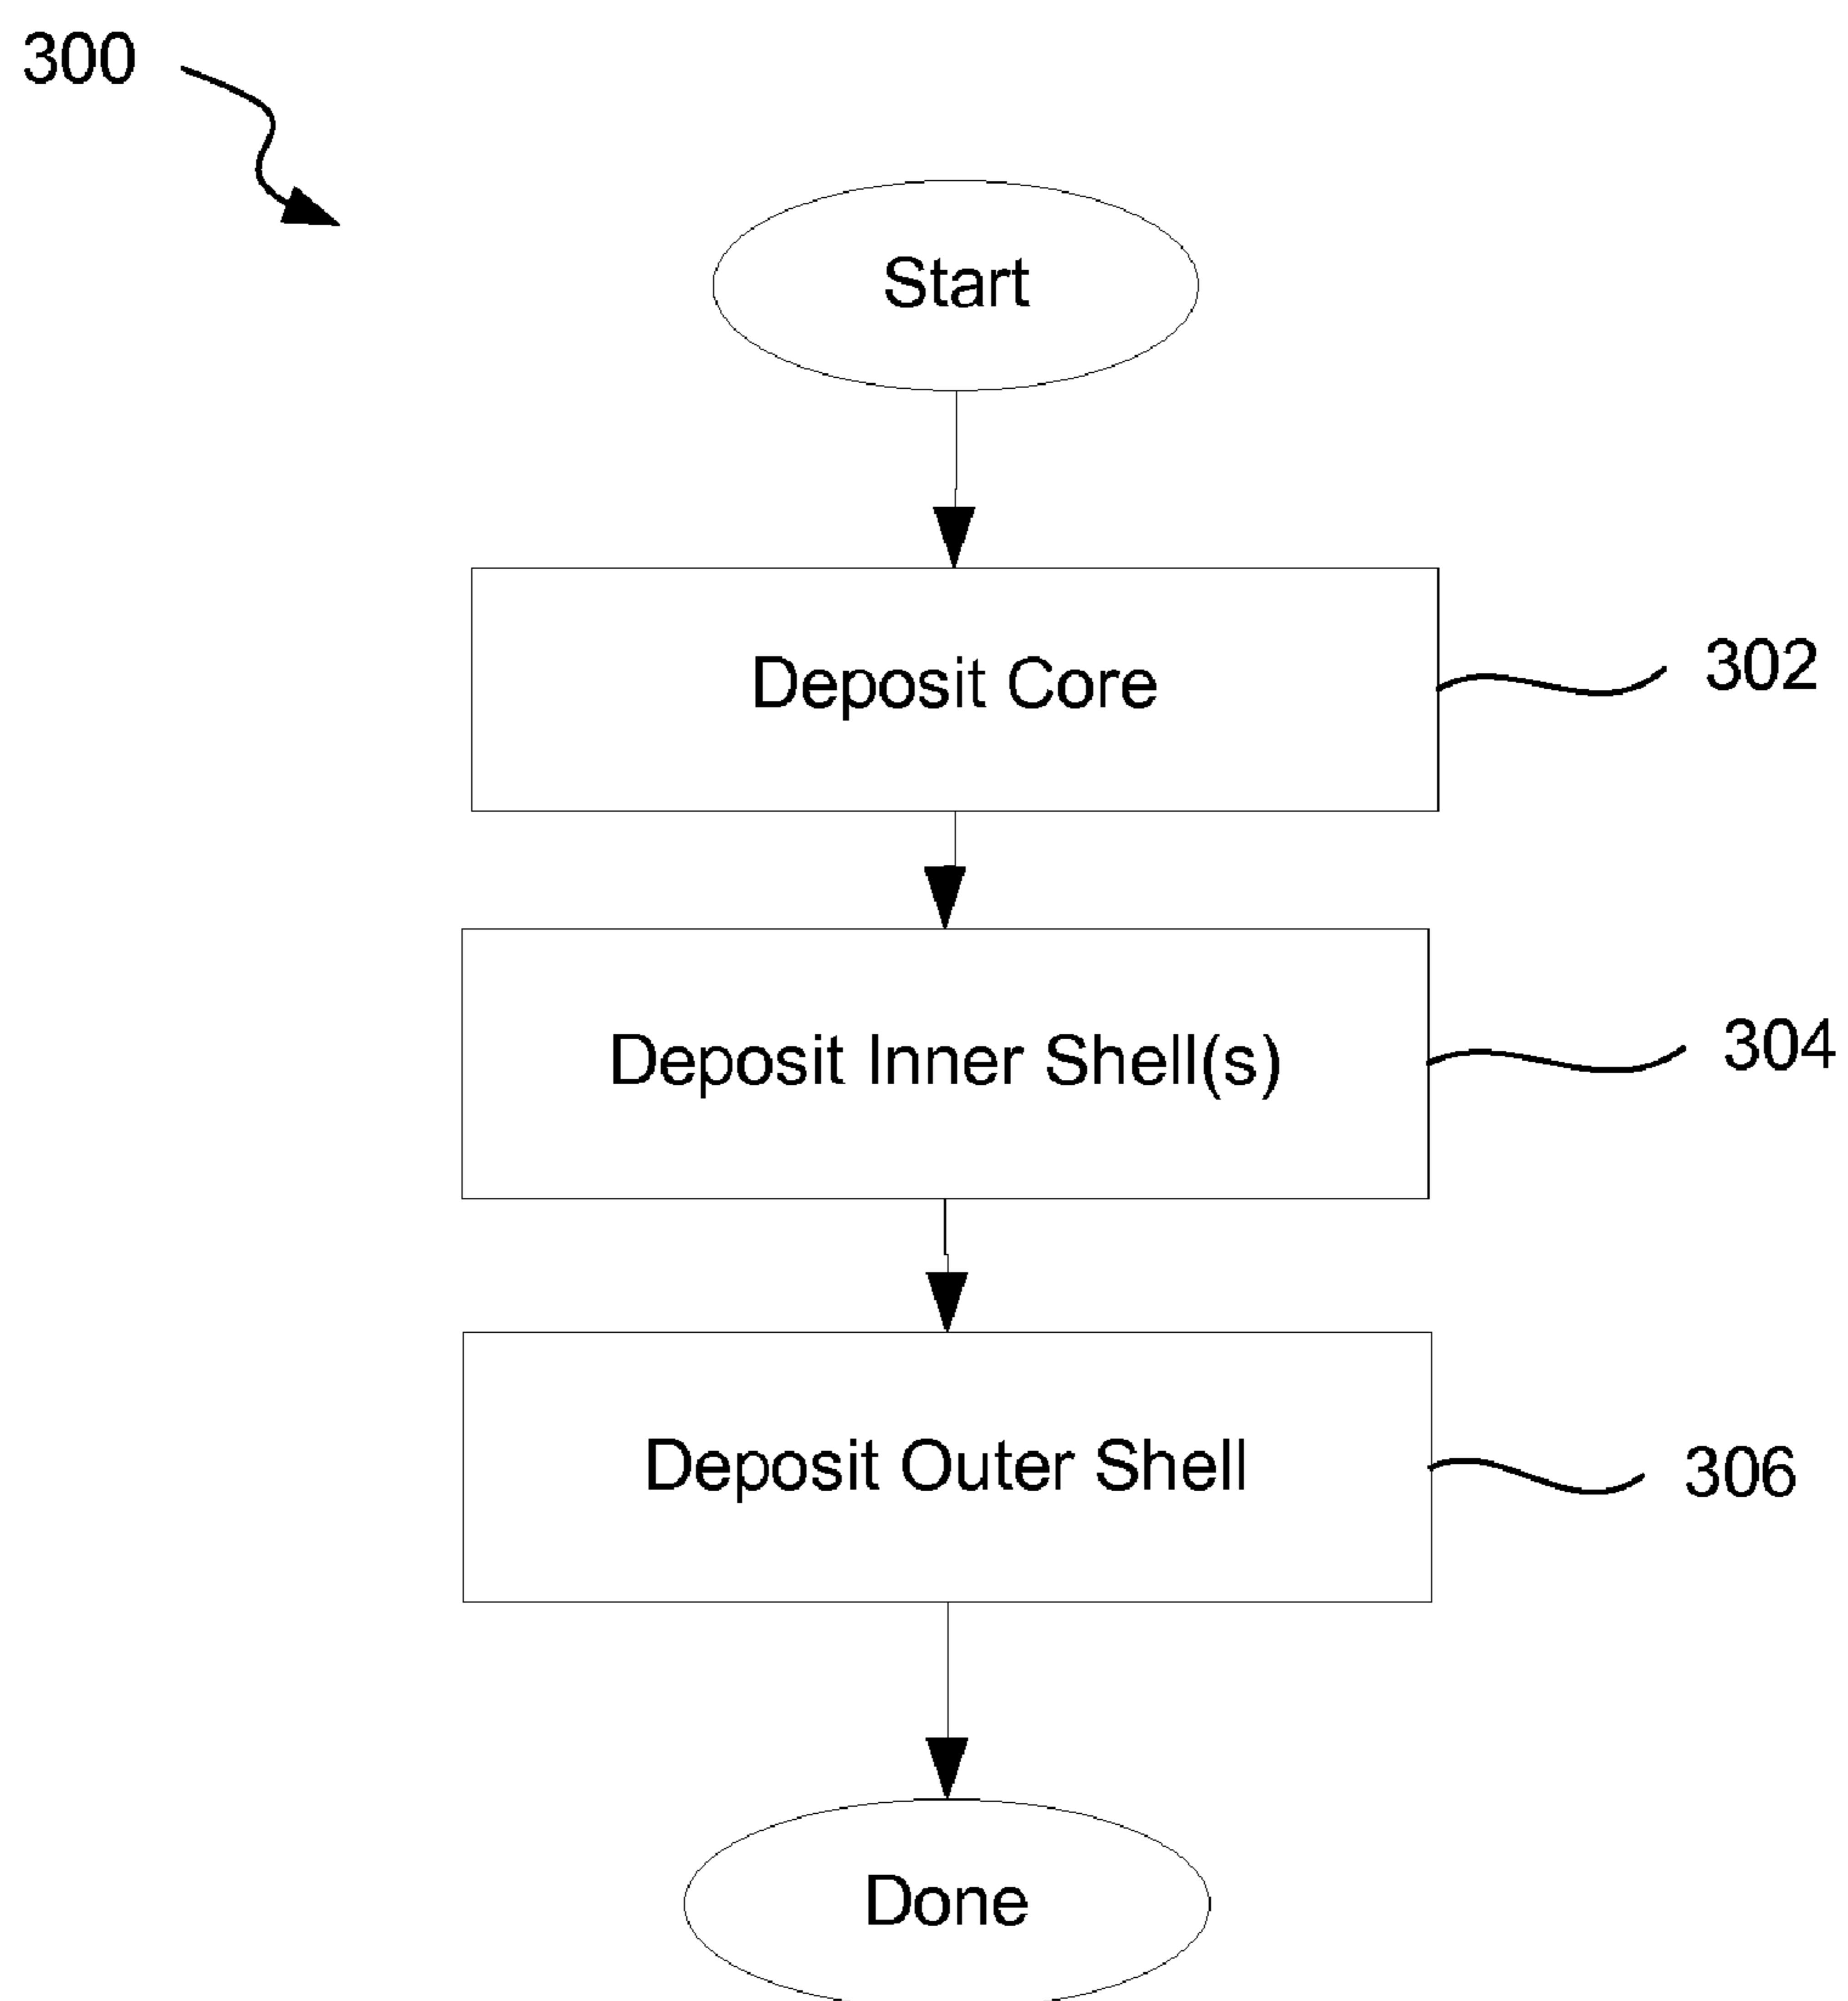 300
Start
Deposit Core
302
Deposit Inner Shell(s)
304
Deposit Outer Shell
306
Done